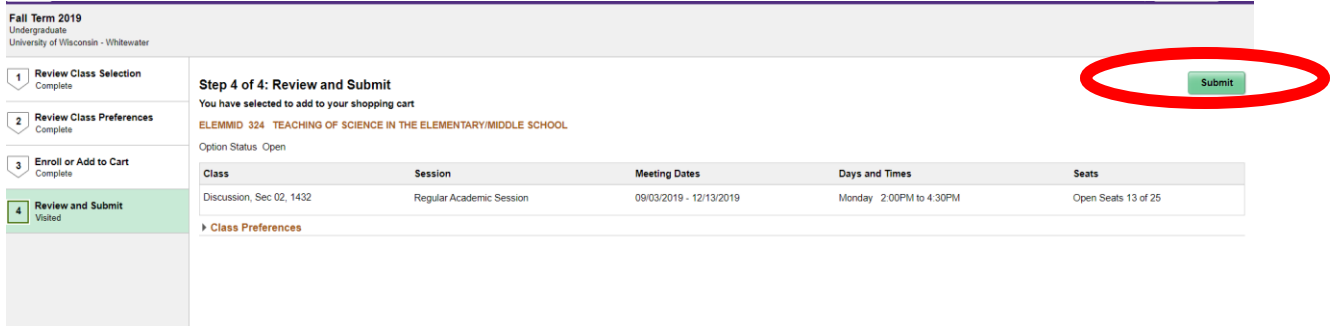 Fall Term 2019
Undergraduate
University of Wisconsin - Whitewater
1 Review Class Selection
Complete
2 Review Class Preferences
Complete
3 Enroll or Add to Cart
Complete
4 Review and Submit
Visited
Step 4 of 4: Review and Submit
Submit
You have selected to add to your shopping cart
ELEMMID 324 TEACHING OF SCIENCE IN THE ELEMENTARY/MIDDLE SCHOOL
Option Status Open
Class Session Meeting Dates Days and Times Seats
Discussion, Sec 02, 1432 Regular Academic Session 09/03/2019 - 12/13/2019 Monday 2:00PM to 4:30PM Open Seats 13 of 25
Class Preferences